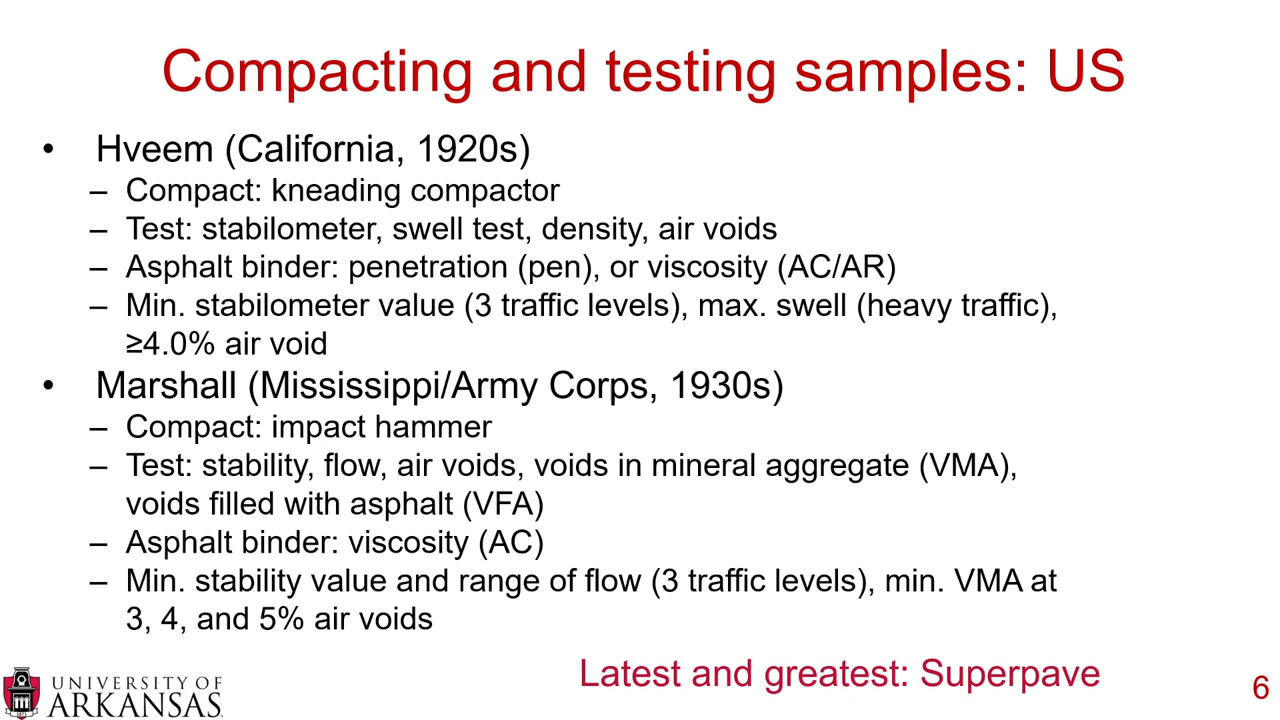 Compacting and testing samples: US
• Hveem (California, 1920s)
– Compact: kneading compactor
– Test: stabilometer, swell test, density, air voids
– Asphalt binder: penetration (pen), or viscosity (AC/AR)
– Min. stabilometer value (3 traffic levels), max. swell (heavy traffic),
≥4.0% air void
• Marshall (Mississippi/Army Corps, 1930s)
– Compact: impact hammer
– Test: stability, flow, air voids, voids in mineral aggregate (VMA),
voids filled with asphalt (VFA)
– Asphalt binder: viscosity (AC)
– Min. stability value and range of flow (3 traffic levels), min. VMA at
3, 4, and 5% air voids
Latest and greatest: Superpave
UNIVERSITY OF
ARKANSAS
6